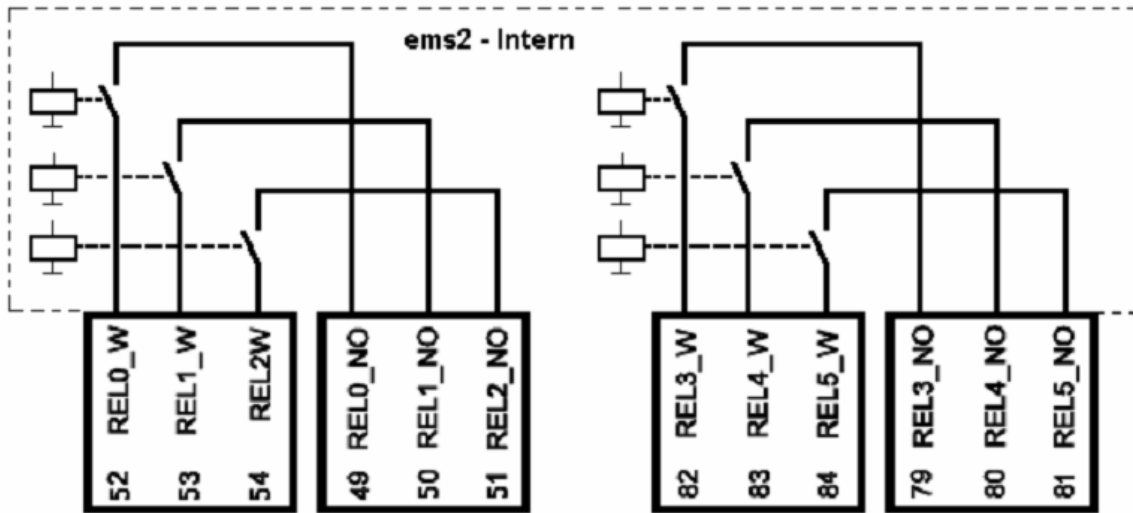 ems2 - Intern
52 REL0_W
53 REL1_W
54 REL2W
49 REL0_NO
50 REL1_NO
51 REL2_NO
82 REL3_W
83 REL4_W
84 REL5_W
79 REL3_NO
80 REL4_NO
81 REL5_NO